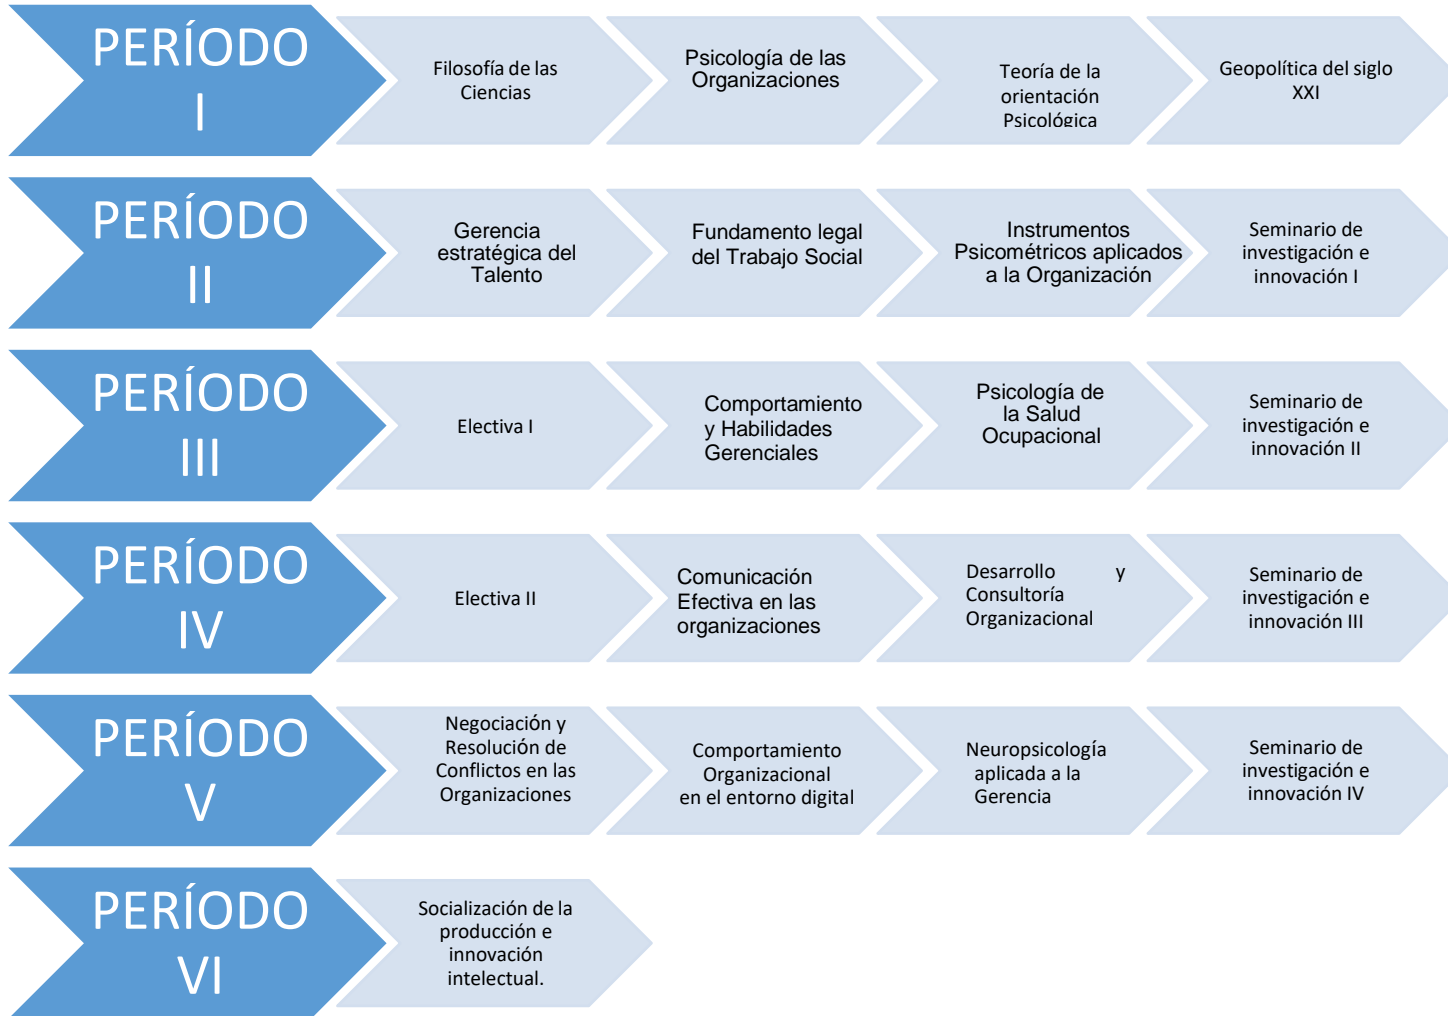 PERÍODO
I
Filosofía de las
Ciencias
Psicología de las
Organizaciones
Teoría de la
orientación
Psicológica
Geopolítica del siglo
XXI
PERÍODO
II
Gerencia
estratégica del
Talento
Fundamento legal
del Trabajo Social
Instrumentos
Psicométricos aplicados
a la Organización
Seminario de
investigación e
innovación I
PERÍODO
III
Electiva I
Comportamiento
y Habilidades
Gerenciales
Psicología de
la Salud
Ocupacional
Seminario de
investigación e
innovación II
PERÍODO
IV
Electiva II
Comunicación
Efectiva en las
organizaciones
Desarrollo y
Consultoría
Organizacional
Seminario de
investigación e
innovación III
PERÍODO
V
Negociación y
Resolución de
Conflictos en las
Organizaciones
Comportamiento
Organizacional
en el entorno digital
Neuropsicología
aplicada a la
Gerencia
Seminario de
investigación e
innovación IV
PERÍODO
VI
Socialización de la
producción e
innovación
intelectual.